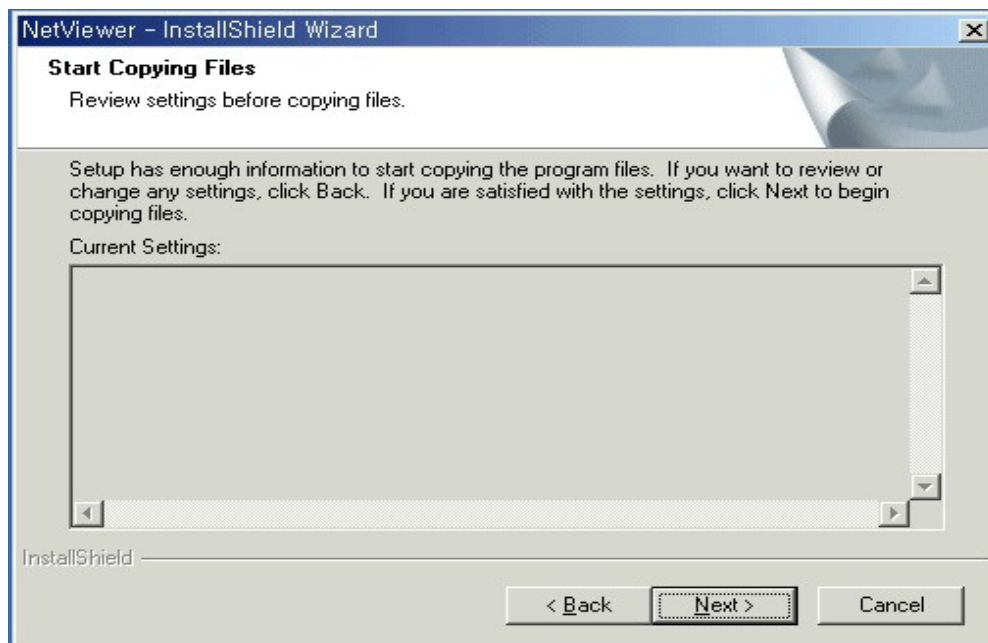 NetViewer - InstallShield Wizard
Start Copying Files
Review settings before copying files.
Setup has enough information to start copying the program files. If you want to review or
change any settings, click Back. If you are satisfied with the settings, click Next to begin
copying files.
Current Settings:
InstallShield
< Back
Next >
Cancel